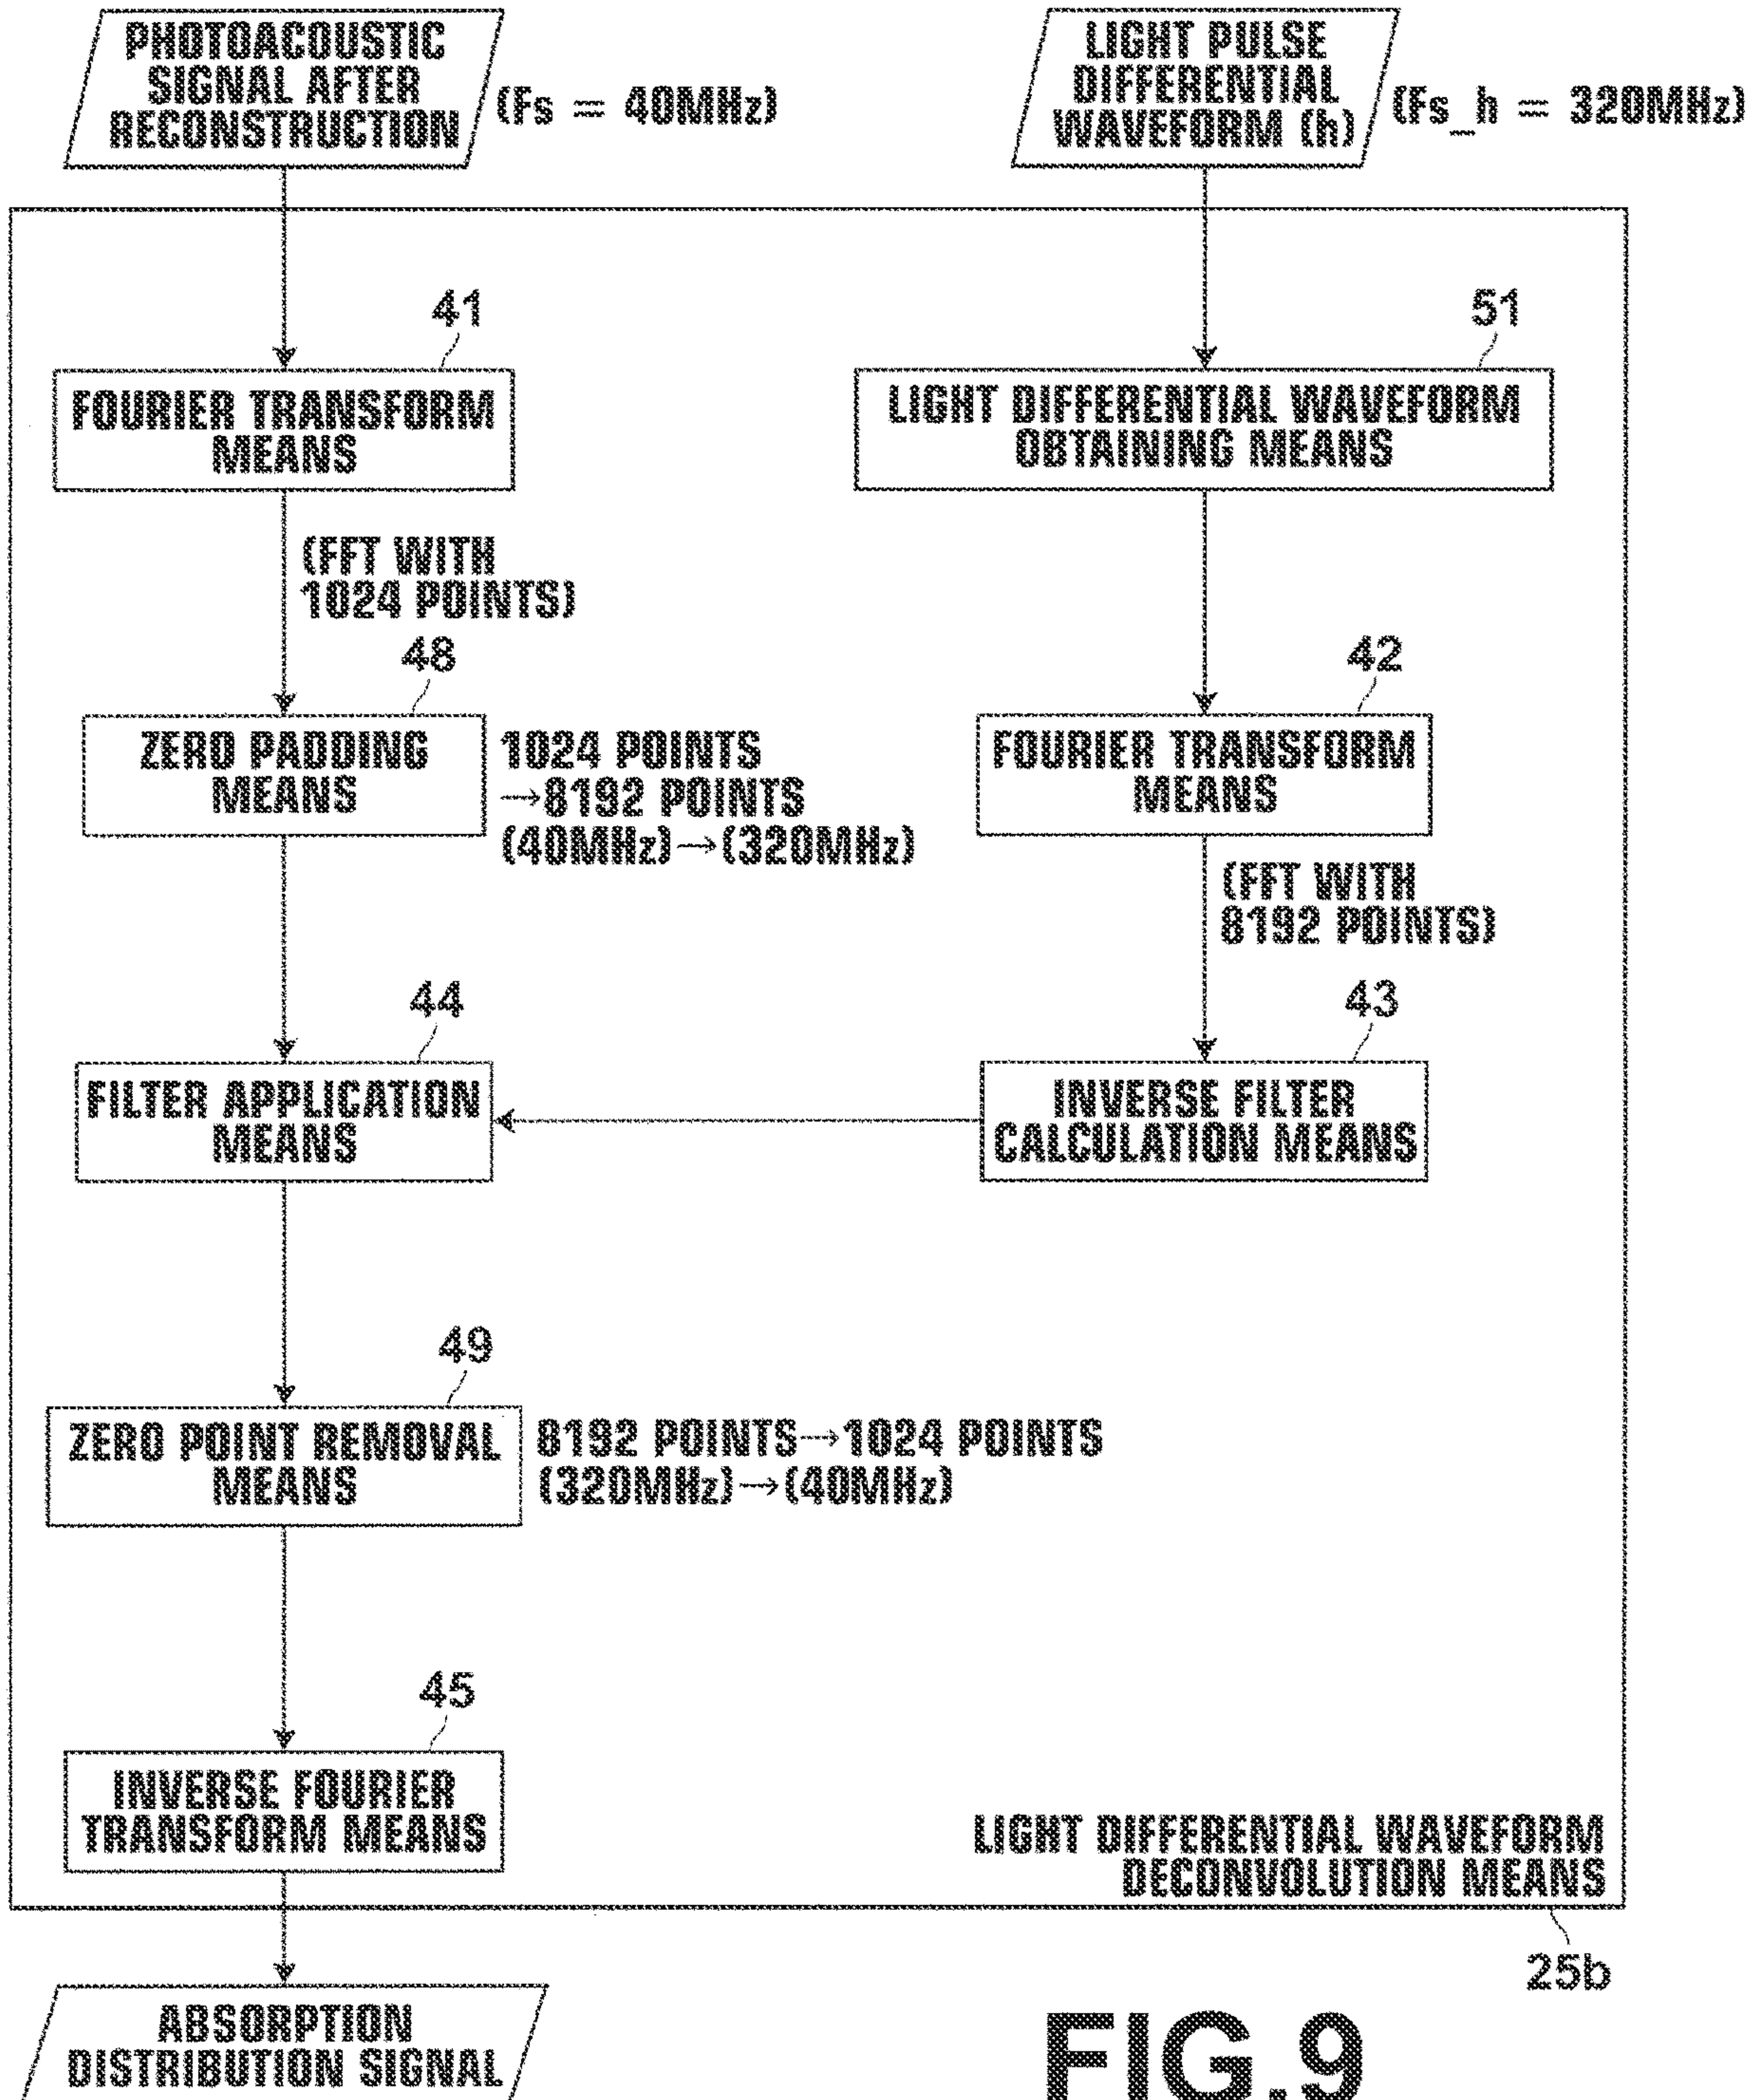 PHOTOACOUSTIC
SIGNAL AFTER
RECONSTRUCTION
(Fs = 40MHz)
LIGHT PULSE
DIFFERENTIAL
WAVEFORM (h)
(Fs_h = 320MHz)
41
FOURIER TRANSFORM
MEANS
51
LIGHT DIFFERENTIAL WAVEFORM
OBTAINING MEANS
(FFT WITH
1024 POINTS)
48
ZERO PADDING
MEANS
1024 POINTS
→8192 POINTS
(40MHz)→(320MHz)
42
FOURIER TRANSFORM
MEANS
(FFT WITH
8192 POINTS)
44
FILTER APPLICATION
MEANS
43
INVERSE FILTER
CALCULATION MEANS
49
ZERO POINT REMOVAL
MEANS
8192 POINTS→1024 POINTS
(320MHz)→(40MHz)
45
INVERSE FOURIER
TRANSFORM MEANS
LIGHT DIFFERENTIAL WAVEFORM
DECONVOLUTION MEANS
25b
ABSORPTION
DISTRIBUTION SIGNAL
FIG.9